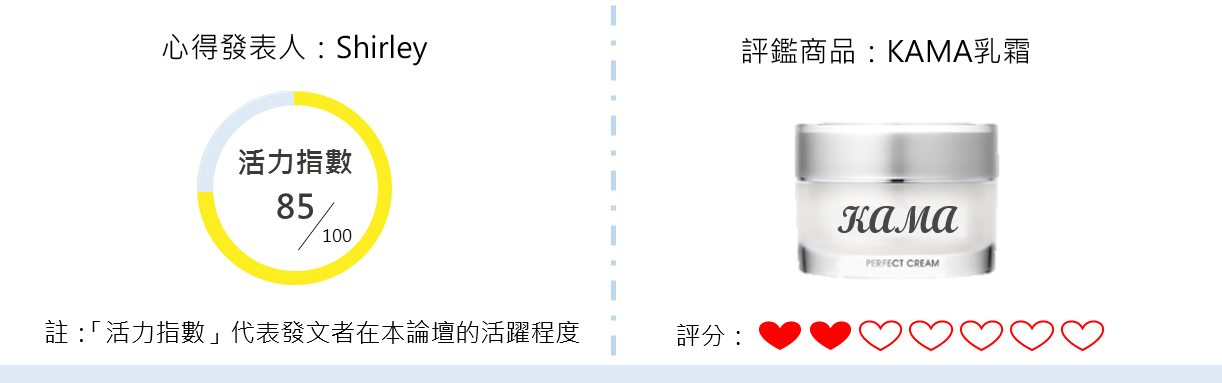 心得發表人：Shirley
活力指數
85
100
註：「活力指數」代表發文者在本論壇的活躍程度
評鑑商品：KAMA乳霜
KAMA
PERFECT CREAM
評分：